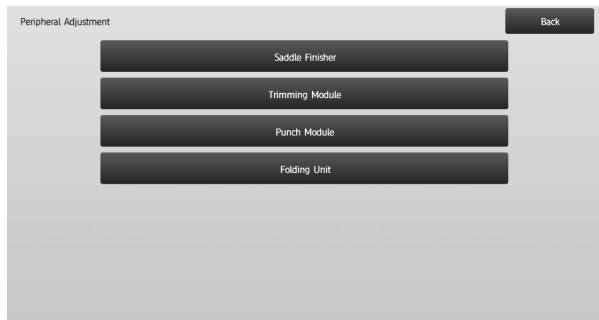 Peripheral Adjustment
Back
Saddle Finisher
Trimming Module
Punch Module
Folding Unit